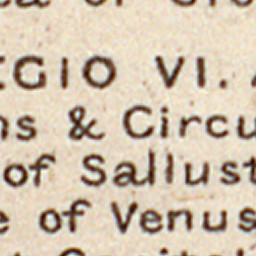 EGIO VI.
ns & Circu
of Sallust
e of Venus